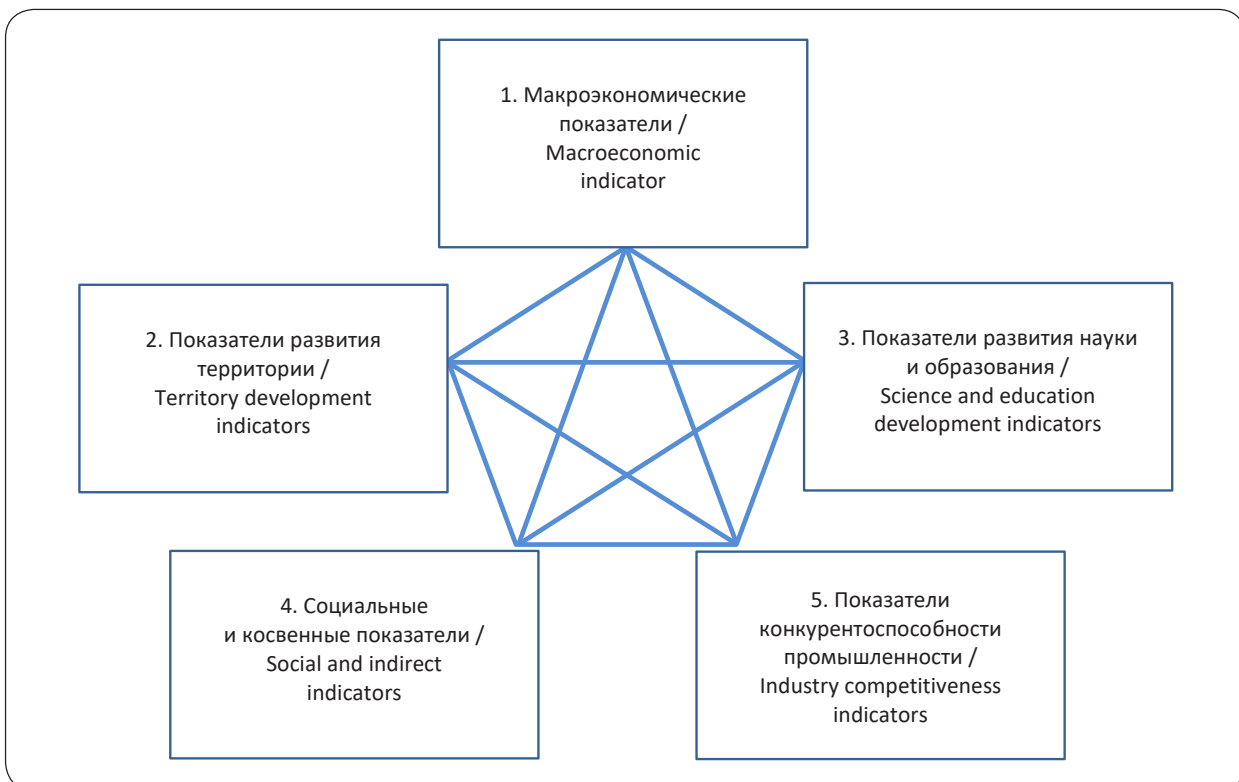 1. Макроэкономические
показатели /
Macroeconomic
indicator
2. Показатели развития
территории /
Territory development
indicators
3. Показатели развития науки
и образования /
Science and education
development indicators
4. Социальные
и косвенные показатели /
Social and indirect
indicators
5. Показатели
конкурентоспособности
промышленности /
Industry competitiveness
indicators